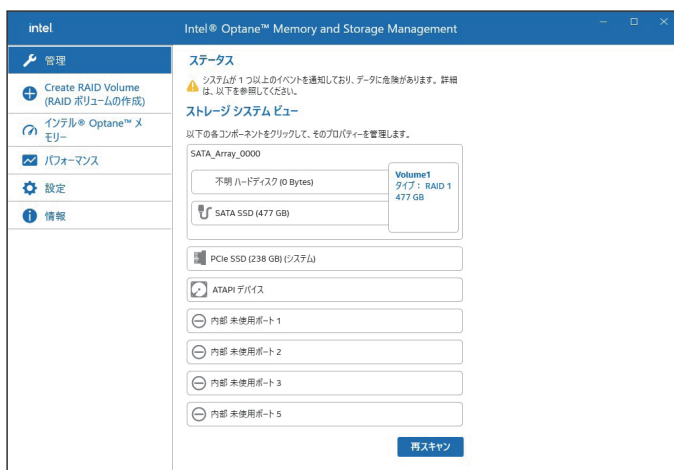 intel
Intel® Optane™ Memory and Storage Management
管理
Create RAID Volume
(RAID ボリュームの作成)
インテル® Optane™ メ
モリー
パフォーマンス
設定
情報
ステータス
システムが 1 つ以上のイベントを通知しており、データに危険があります。詳細
は、以下を参照してください。
ストレージ システム ビュー
以下の各コンポーネントをクリックして、そのプロパティーを管理します。
SATA_Array_0000
不明 ハードディスク (0 Bytes)
SATA SSD (477 GB)
Volume1
タイプ： RAID 1
477 GB
PCIe SSD (238 GB) (システム)
ATAPI デバイス
内部 未使用ポート 1
内部 未使用ポート 2
内部 未使用ポート 3
内部 未使用ポート 5
再スキャン